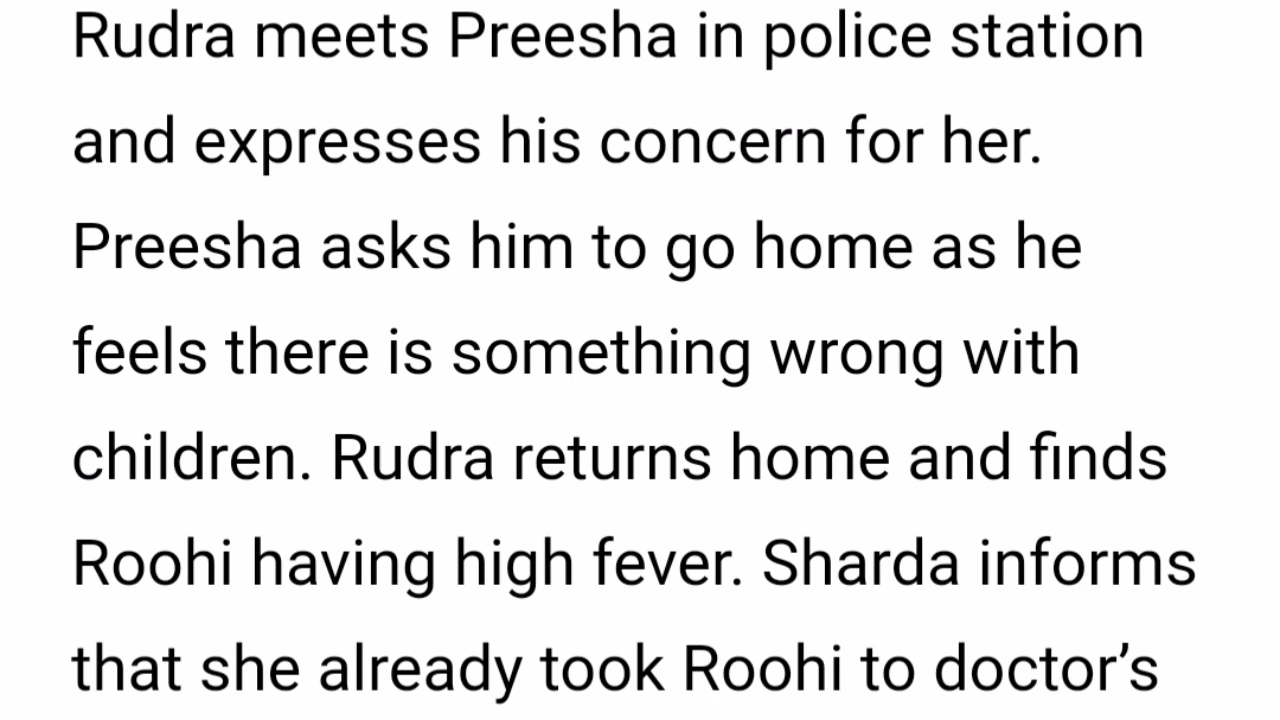 Rudra meets Preesha in police station
and expresses his concern for her.
Preesha asks him to go home as he
feels there is something wrong with
children. Rudra returns home and finds
Roohi having high fever. Sharda informs
that she already took Roohi to doctor’s